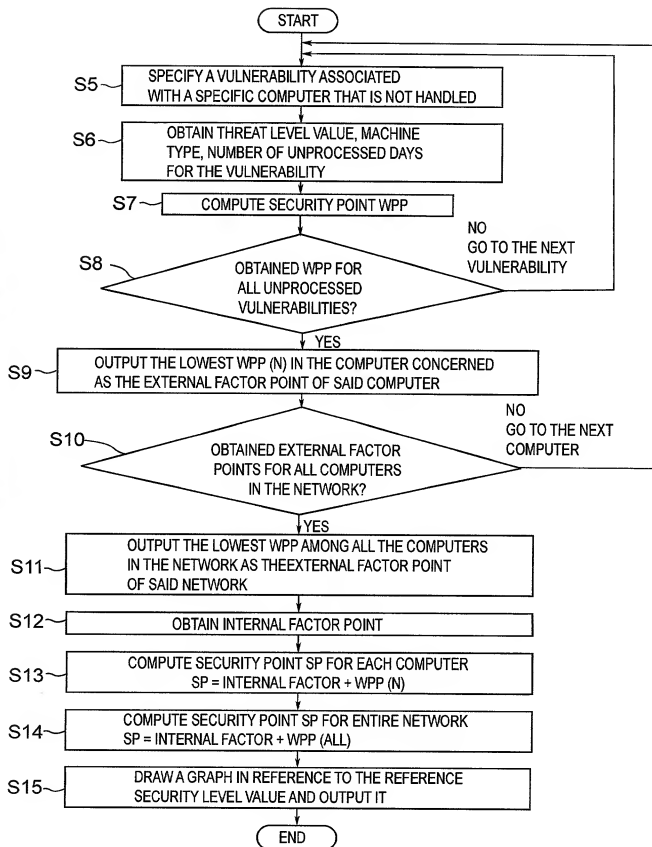 START
S5
SPECIFY A VULNERABILITY ASSOCIATED
WITH A SPECIFIC COMPUTER THAT IS NOT HANDLED
S6
OBTAIN THREAT LEVEL VALUE, MACHINE
TYPE, NUMBER OF UNPROCESSED DAYS
FOR THE VULNERABILITY
S7
COMPUTE SECURITY POINT WPP
S8
OBTAINED WPP FOR
ALL UNPROCESSED
VULNERABILITIES?
NO
GO TO THE NEXT
VULNERABILITY
YES
S9
OUTPUT THE LOWEST WPP (N) IN THE COMPUTER CONCERNED
AS THE EXTERNAL FACTOR POINT OF SAID COMPUTER
S10
OBTAINED EXTERNAL FACTOR
POINTS FOR ALL COMPUTERS
IN THE NETWORK?
NO
GO TO THE NEXT
COMPUTER
YES
S11
OUTPUT THE LOWEST WPP AMONG ALL THE COMPUTERS
IN THE NETWORK AS THEEXTERNAL FACTOR POINT
OF SAID NETWORK
S12
OBTAIN INTERNAL FACTOR POINT
S13
COMPUTE SECURITY POINT SP FOR EACH COMPUTER
SP = INTERNAL FACTOR + WPP (N)
S14
COMPUTE SECURITY POINT SP FOR ENTIRE NETWORK
SP = INTERNAL FACTOR + WPP (ALL)
S15
DRAW A GRAPH IN REFERENCE TO THE REFERENCE
SECURITY LEVEL VALUE AND OUTPUT IT
END